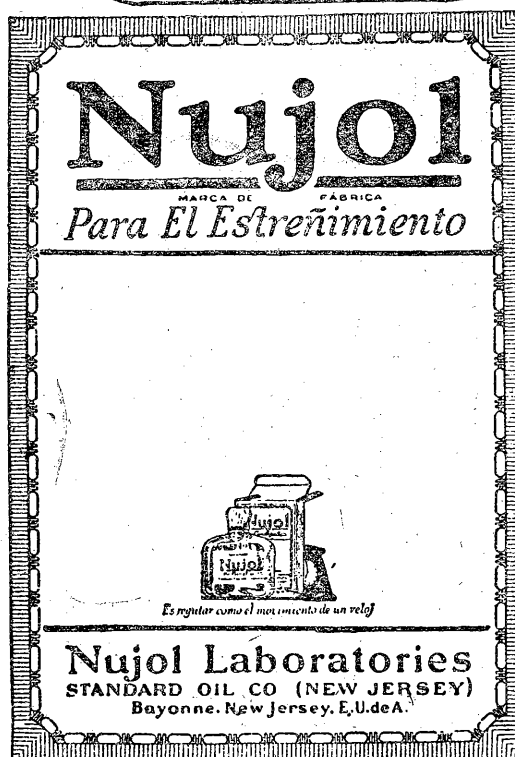 Nujol
MARCA DE FÁBRICA
Para El Estreñimiento
Nujol
Nujol
Es regular como el movimiento de un reloj
Nujol Laboratories
STANDARD OIL CO (NEW JERSEY)
Bayonne. New Jersey. E.U.deA.